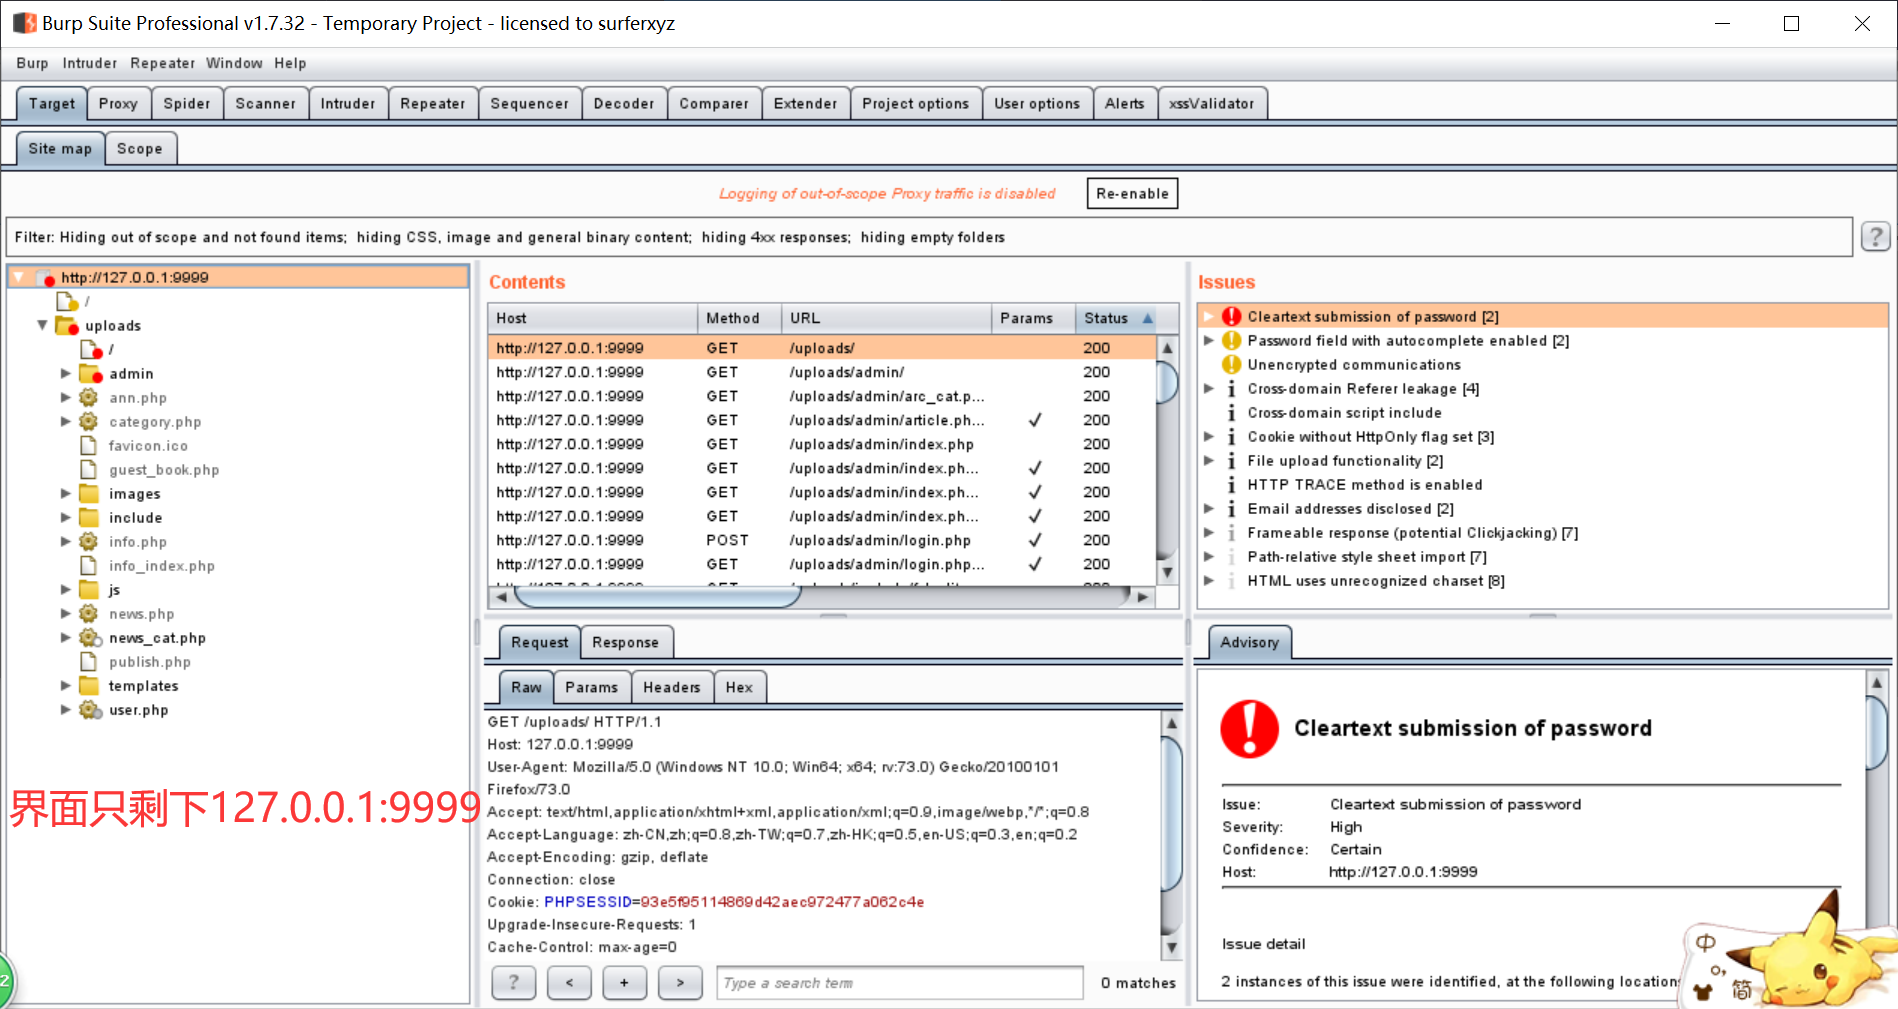 Burp Suite Professional v1.7.32 - Temporary Project - licensed to surferxyz
Burp Intruder Repeater Window Help
Target Proxy Spider Scanner Intruder Repeater Sequencer Decoder Comparer Extender Project options User options Alerts xssValidator
Site map Scope
Logging of out-of-scope Proxy traffic is disabled Re-enable
Filter: Hiding out of scope and not found items; hiding CSS, image and general binary content; hiding 4xx responses; hiding empty folders ?
http://127.0.0.1:9999
/
uploads
/
admin
ann.php
category.php
favicon.ico
guest_book.php
images
include
info.php
info_index.php
js
news.php
news_cat.php
publish.php
templates
user.php
界面只剩下127.0.0.1:9999
Contents
Host Method URL Params Status
http://127.0.0.1:9999 GET /uploads/ 200
http://127.0.0.1:9999 GET /uploads/admin/ 200
http://127.0.0.1:9999 GET /uploads/admin/arc_cat.p... 200
http://127.0.0.1:9999 GET /uploads/admin/article.ph... ✓ 200
http://127.0.0.1:9999 GET /uploads/admin/index.php 200
http://127.0.0.1:9999 GET /uploads/admin/index.ph... ✓ 200
http://127.0.0.1:9999 GET /uploads/admin/index.ph... ✓ 200
http://127.0.0.1:9999 GET /uploads/admin/index.ph... ✓ 200
http://127.0.0.1:9999 POST /uploads/admin/login.php ✓ 200
http://127.0.0.1:9999 GET /uploads/admin/login.php... ✓ 200
Request Response
Raw Params Headers Hex
GET /uploads/ HTTP/1.1
Host: 127.0.0.1:9999
User-Agent: Mozilla/5.0 (Windows NT 10.0; Win64; x64; rv:73.0) Gecko/20100101
Firefox/73.0
Accept: text/html,application/xhtml+xml,application/xml;q=0.9,image/webp,*/*;q=0.8
Accept-Language: zh-CN,zh;q=0.8,zh-TW;q=0.7,zh-HK;q=0.5,en-US;q=0.3,en;q=0.2
Accept-Encoding: gzip, deflate
Connection: close
Cookie: PHPSESSID=93e5f95114869d42aec972477a062c4e
Upgrade-Insecure-Requests: 1
Cache-Control: max-age=0
? < + > Type a search term 0 matches
Issues
Cleartext submission of password [2]
Password field with autocomplete enabled [2]
Unencrypted communications
Cross-domain Referer leakage [4]
Cross-domain script include
Cookie without HttpOnly flag set [3]
File upload functionality [2]
HTTP TRACE method is enabled
Email addresses disclosed [2]
Frameable response (potential Clickjacking) [7]
Path-relative style sheet import [7]
HTML uses unrecognized charset [8]
Advisory
Cleartext submission of password
Issue: Cleartext submission of password
Severity: High
Confidence: Certain
Host: http://127.0.0.1:9999
Issue detail
2 instances of this issue were identified, at the following location
中
简
2